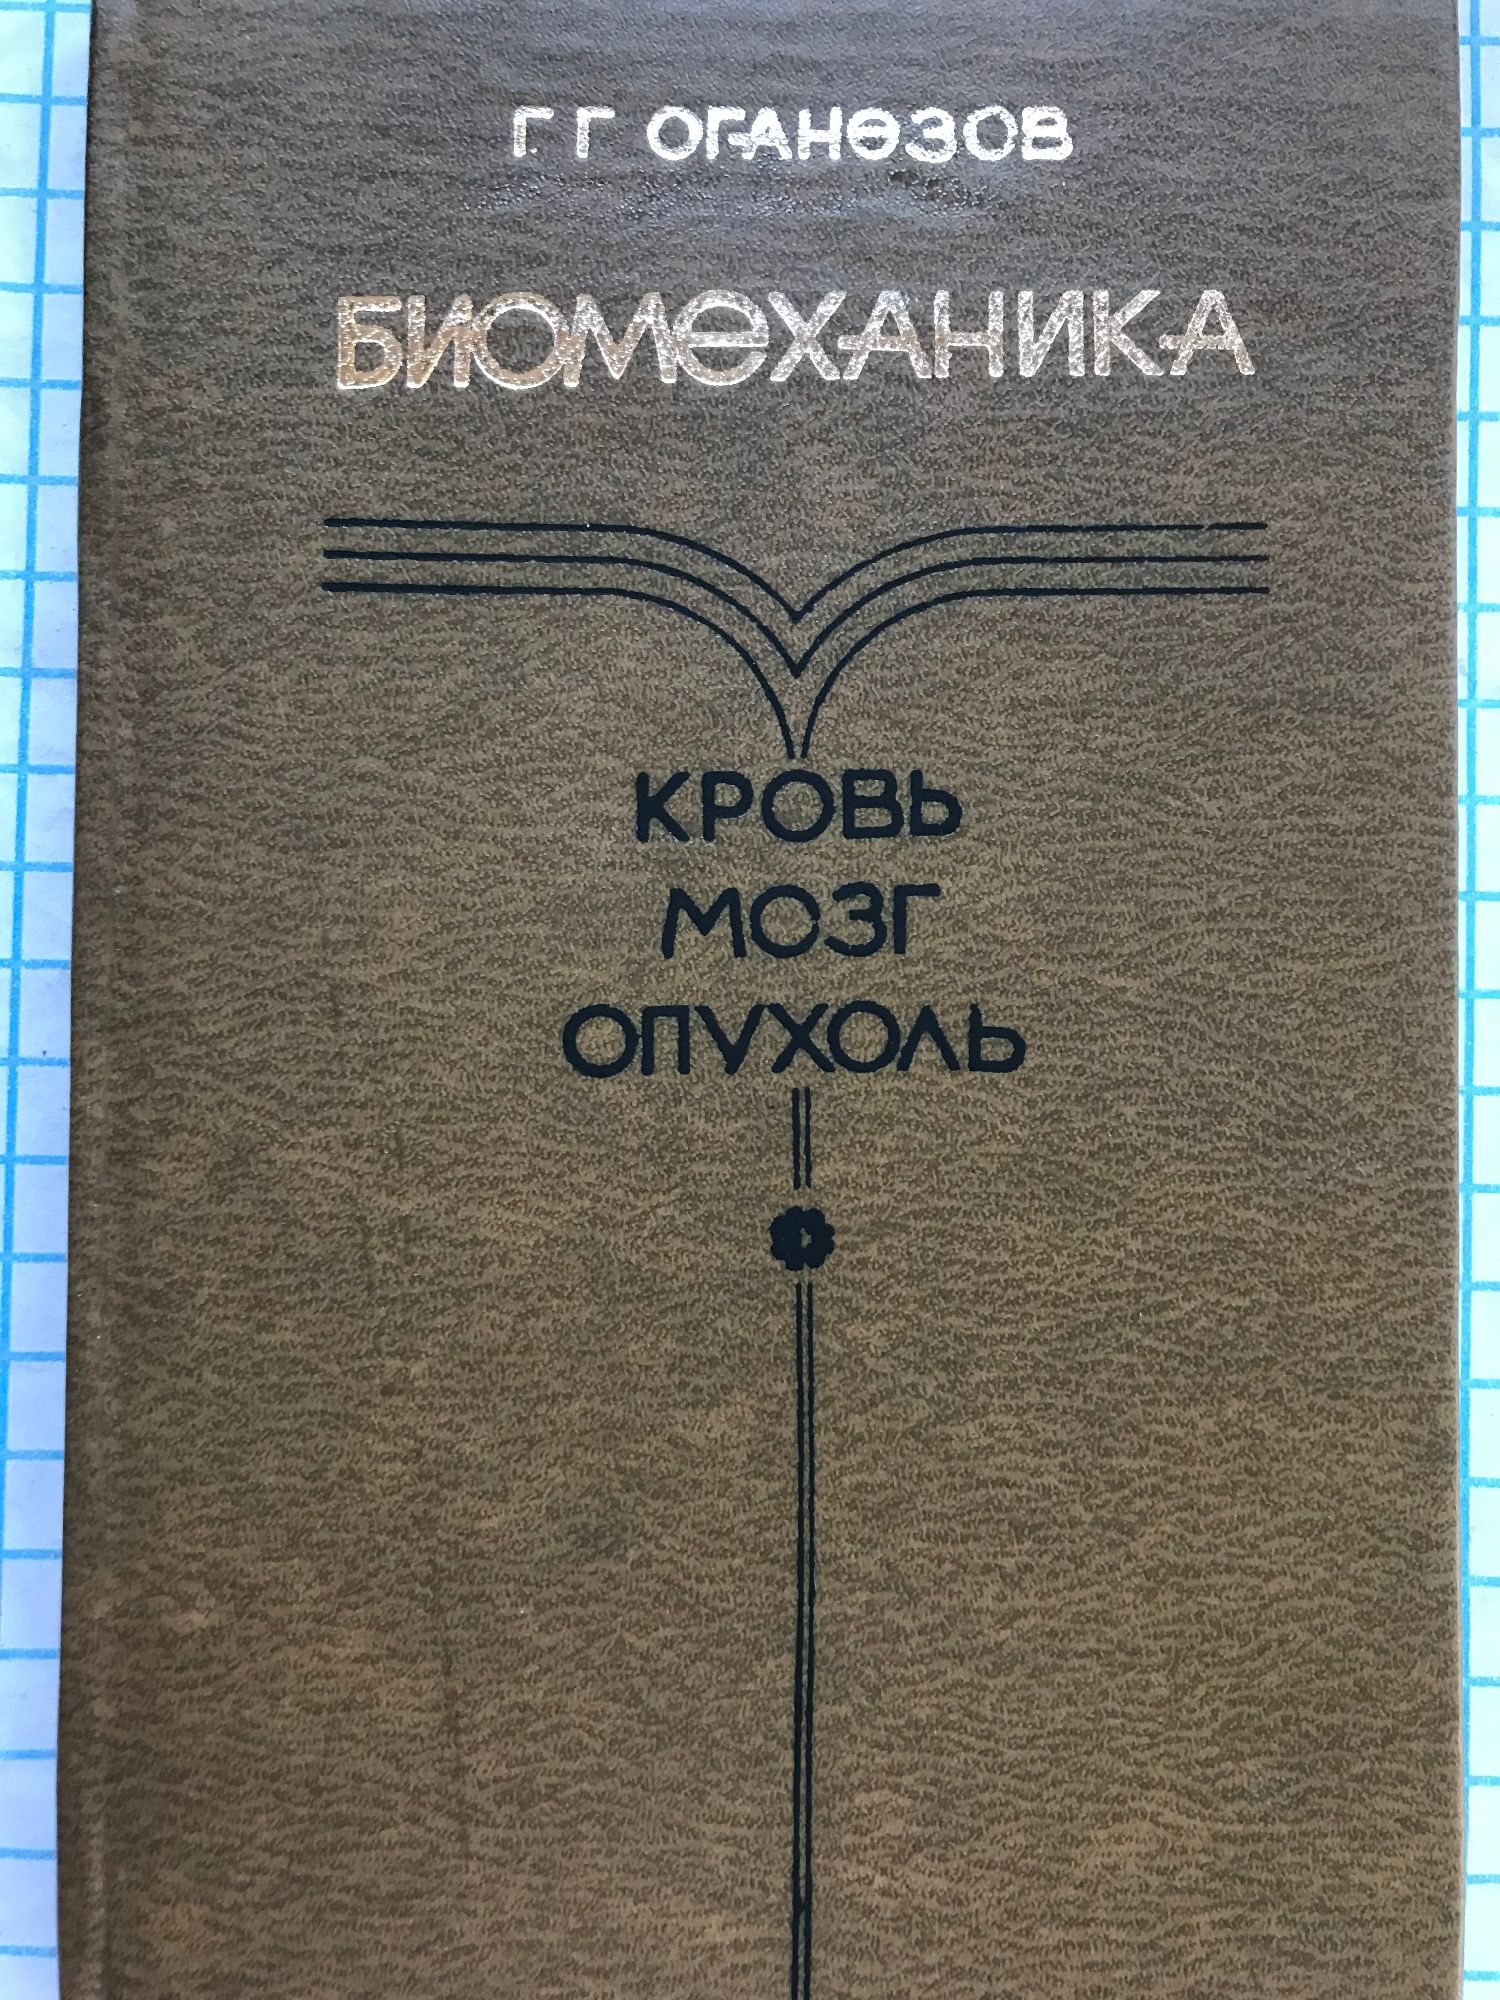 Г. Г ОГАНЕЗОВ
БИОМЕХАНИКА
КРОВЬ
МОЗГ
ОПУХОЛЬ